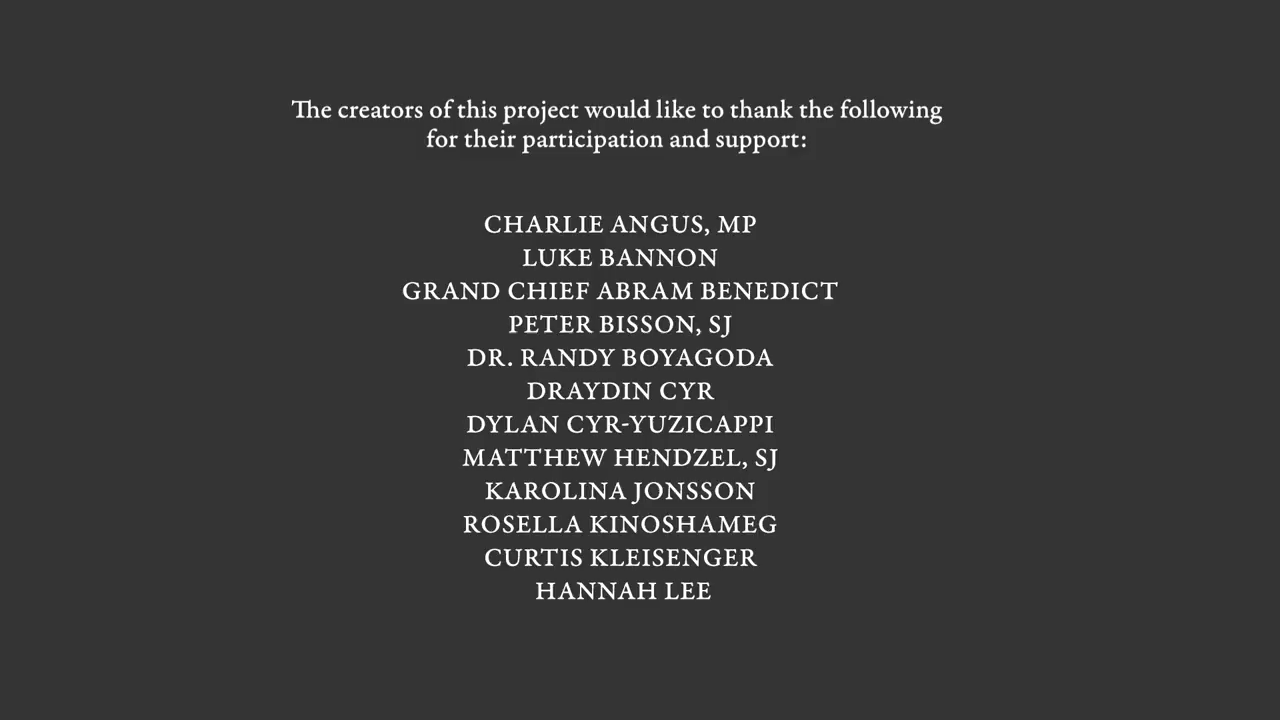 The creators of this project would like to thank the following
for their participation and support:
CHARLIE ANGUS, MP
LUKE BANNON
GRAND CHIEF ABRAM BENEDICT
PETER BISSON, SJ
DR. RANDY BOYAGODA
DRAYDIN CYR
DYLAN CYR-YUZICAPPI
MATTHEW HENDZEL, SJ
KAROLINA JONSSON
ROSELLA KINOSHAMEG
CURTIS KLEISENGER
HANNAH LEE